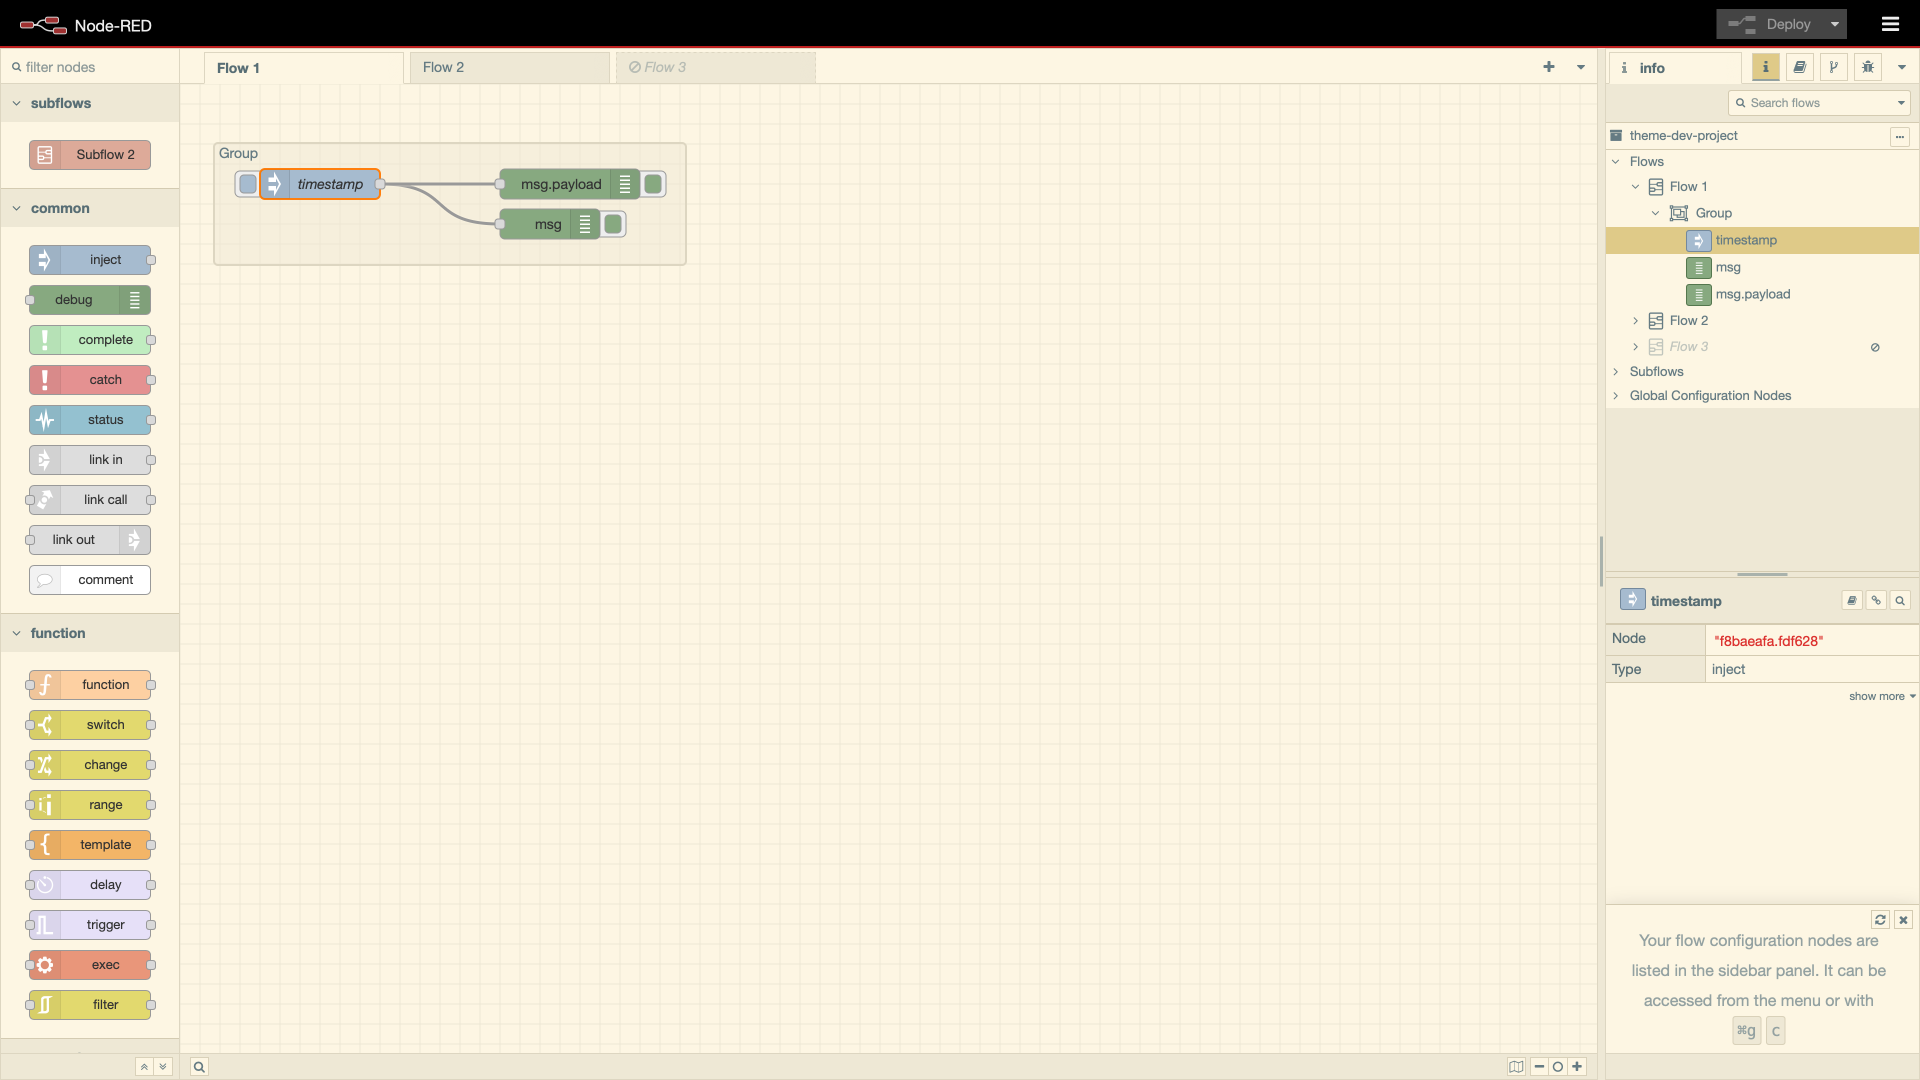 Node-RED
Deploy
filter nodes
Flow 1
Flow 2
Flow 3
info
Search flows
subflows
Subflow 2
common
inject
debug
complete
catch
status
link in
link call
link out
comment
function
function
switch
change
range
template
delay
trigger
exec
filter
Group
timestamp
msg.payload
msg
theme-dev-project
...
Flows
Flow 1
Group
timestamp
msg
msg.payload
Flow 2
Flow 3
Subflows
Global Configuration Nodes
timestamp
Node "f8baeafa.fdf628"
Type inject
show more
Your flow configuration nodes are
listed in the sidebar panel. It can be
accessed from the menu or with
⌘g c